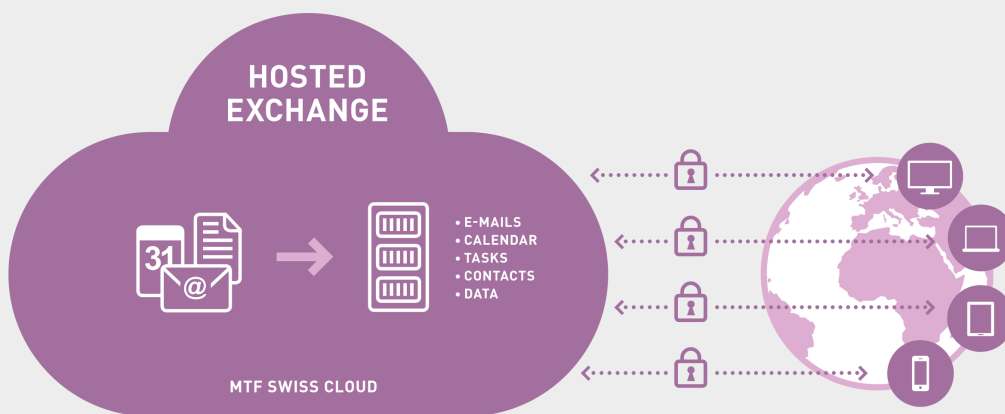 HOSTED
EXCHANGE
31
@
• E-MAILS
• CALENDAR
• TASKS
• CONTACTS
• DATA
MTF SWISS CLOUD